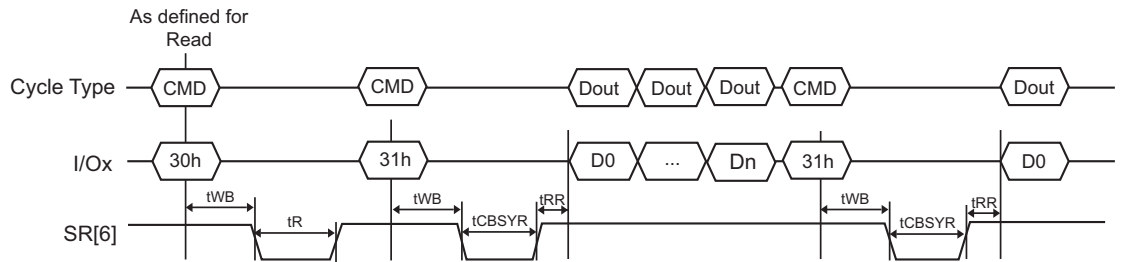 As defined for
Read
Cycle Type CMD CMD Dout Dout Dout CMD Dout
I/Ox 30h 31h D0 ... Dn 31h D0
tWB tWB tRR tWB tRR
SR[6] tR tCBSYR tCBSYR